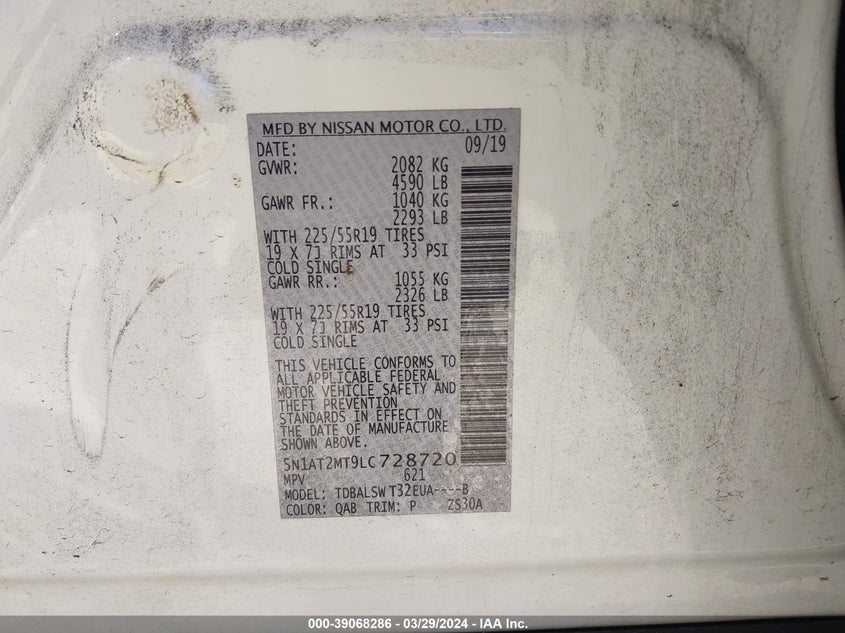 MFD BY NISSAN MOTOR CO., LTD.
DATE: 09/19
GVWR: 2082 KG
4590 LB
GAWR FR.: 1040 KG
2293 LB
WITH 225/55R19 TIRES
19 X 7J RIMS AT 33 PSI
COLD SINGLE
GAWR RR.: 1055 KG
2326 LB
WITH 225/55R19 TIRES
19 X 7J RIMS AT 33 PSI
COLD SINGLE
THIS VEHICLE CONFORMS TO
ALL APPLICABLE FEDERAL
MOTOR VEHICLE SAFETY AND
THEFT PREVENTION
STANDARDS IN EFFECT ON
THE DATE OF MANUFACTURE
SHOWN ABOVE.
5N1AT2MT9LC728720
MPV 621
MODEL: TDBALSW T32EUA----B
COLOR: QAB TRIM: P ZS30A
000-39068286 - 03/29/2024 - IAA Inc.